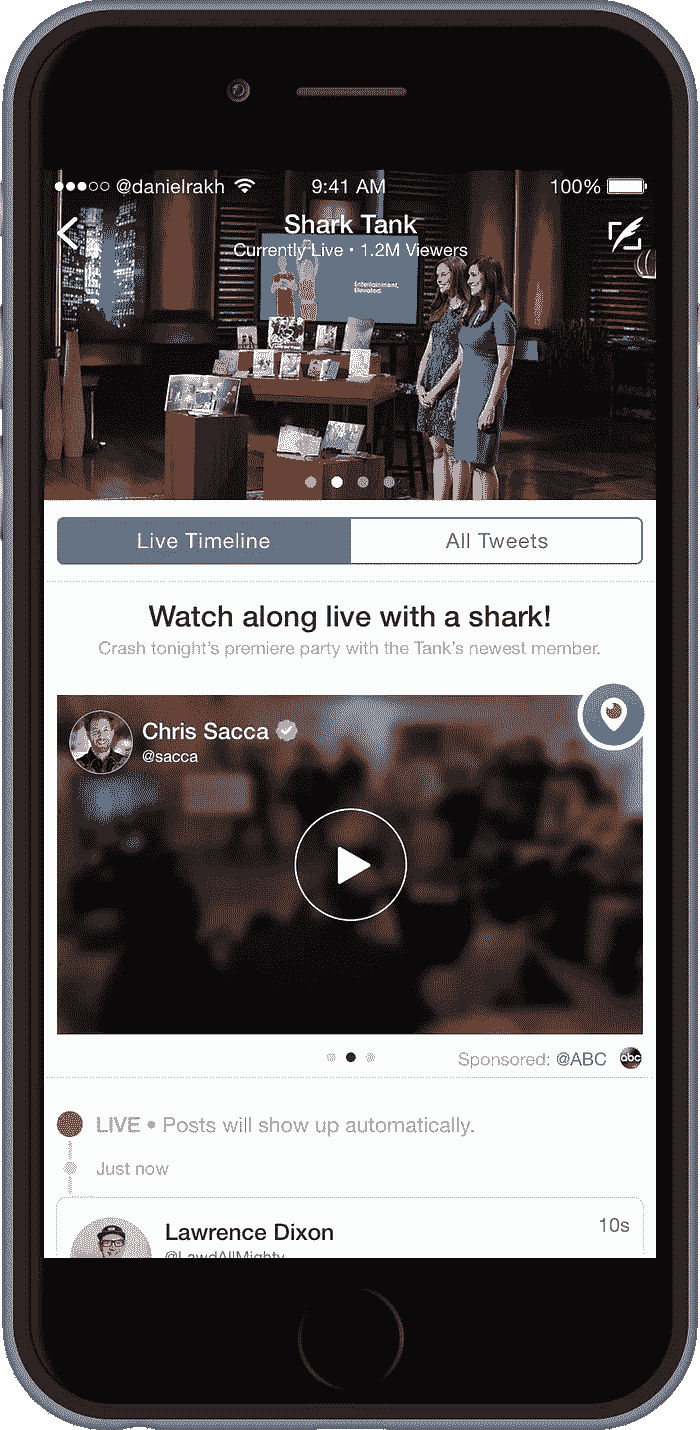 @danielrakh 9:41 AM 100%
Shark Tank
Currently Live • 1.2M Viewers
Entertainment,
Elevated.
Live Timeline All Tweets
Watch along live with a shark!
Crash tonight's premiere party with the Tank's newest member.
Chris Sacca
@sacca
Sponsored: @ABC abc
LIVE • Posts will show up automatically.
Just now
Lawrence Dixon 10s
@LawdAllMighty